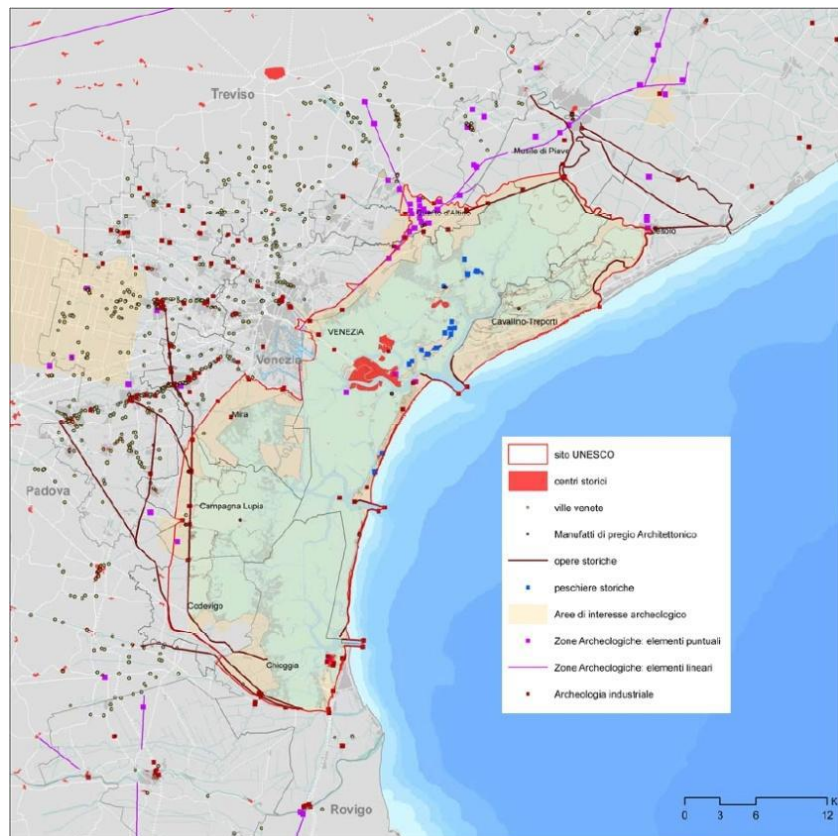 Treviso
Musile di Piave
VENEZIA
Cavallino-Treporti
Venezia
Mira
Padova
Campagna Lupia
Codevigo
Chioggia
Rovigo
sito UNESCO
centri storici
ville venete
Manefatti di pregio Architettonico
opere storiche
peschiere storiche
Aree di interesse archeologico
Zone Archeologiche: elementi puntuali
Zone Archeologiche: elementi lineari
Archeologia industriale
0 3 6 12 K